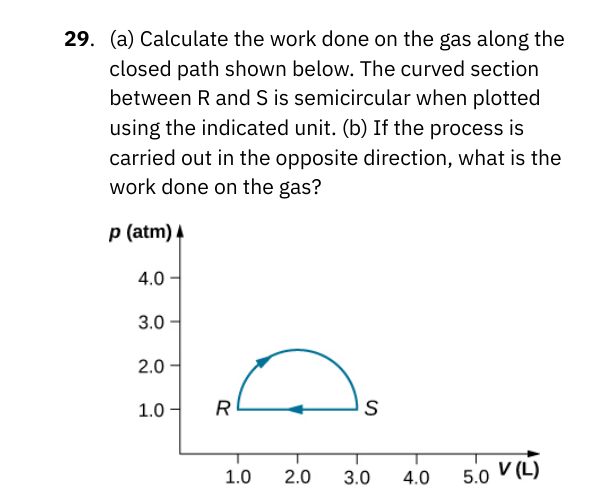 29. (a) Calculate the work done on the gas along the
closed path shown below. The curved section
between R and S is semicircular when plotted
using the indicated unit. (b) If the process is
carried out in the opposite direction, what is the
work done on the gas?
p (atm)
4.0
3.0
2.0
1.0
R
S
1.0 2.0 3.0 4.0 5.0 V (L)